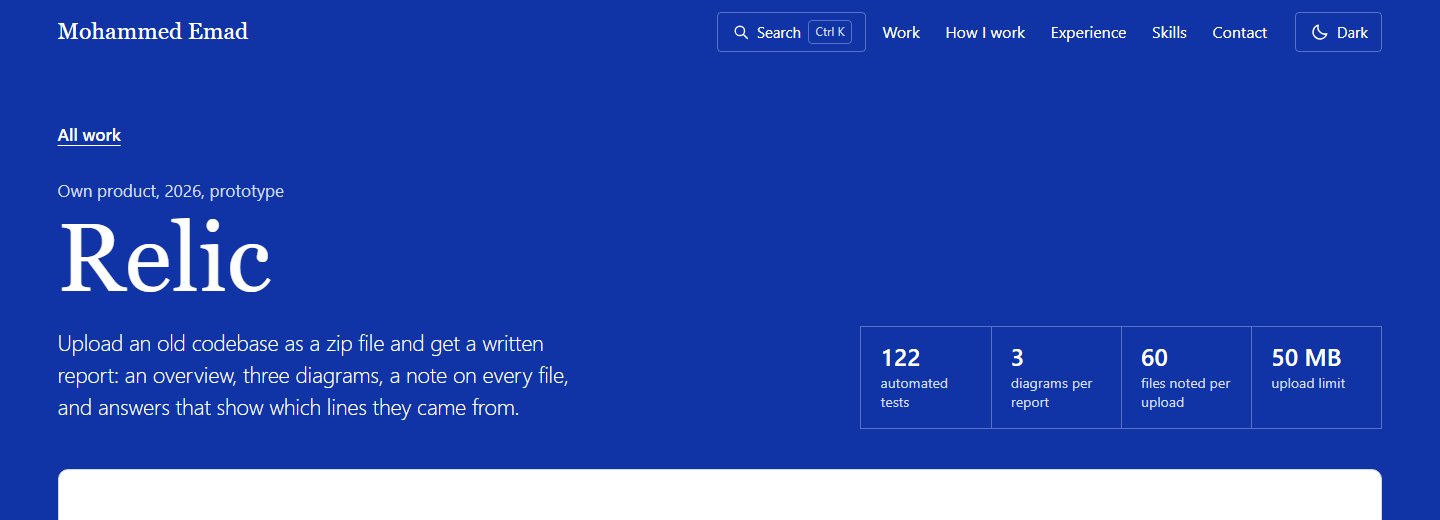 Mohammed Emad
Search Ctrl K
Work
How I work
Experience
Skills
Contact
Dark
All work
Own product, 2026, prototype
Relic
Upload an old codebase as a zip file and get a written
report: an overview, three diagrams, a note on every file,
and answers that show which lines they came from.
122
automated
tests
3
diagrams per
report
60
files noted per
upload
50 MB
upload limit